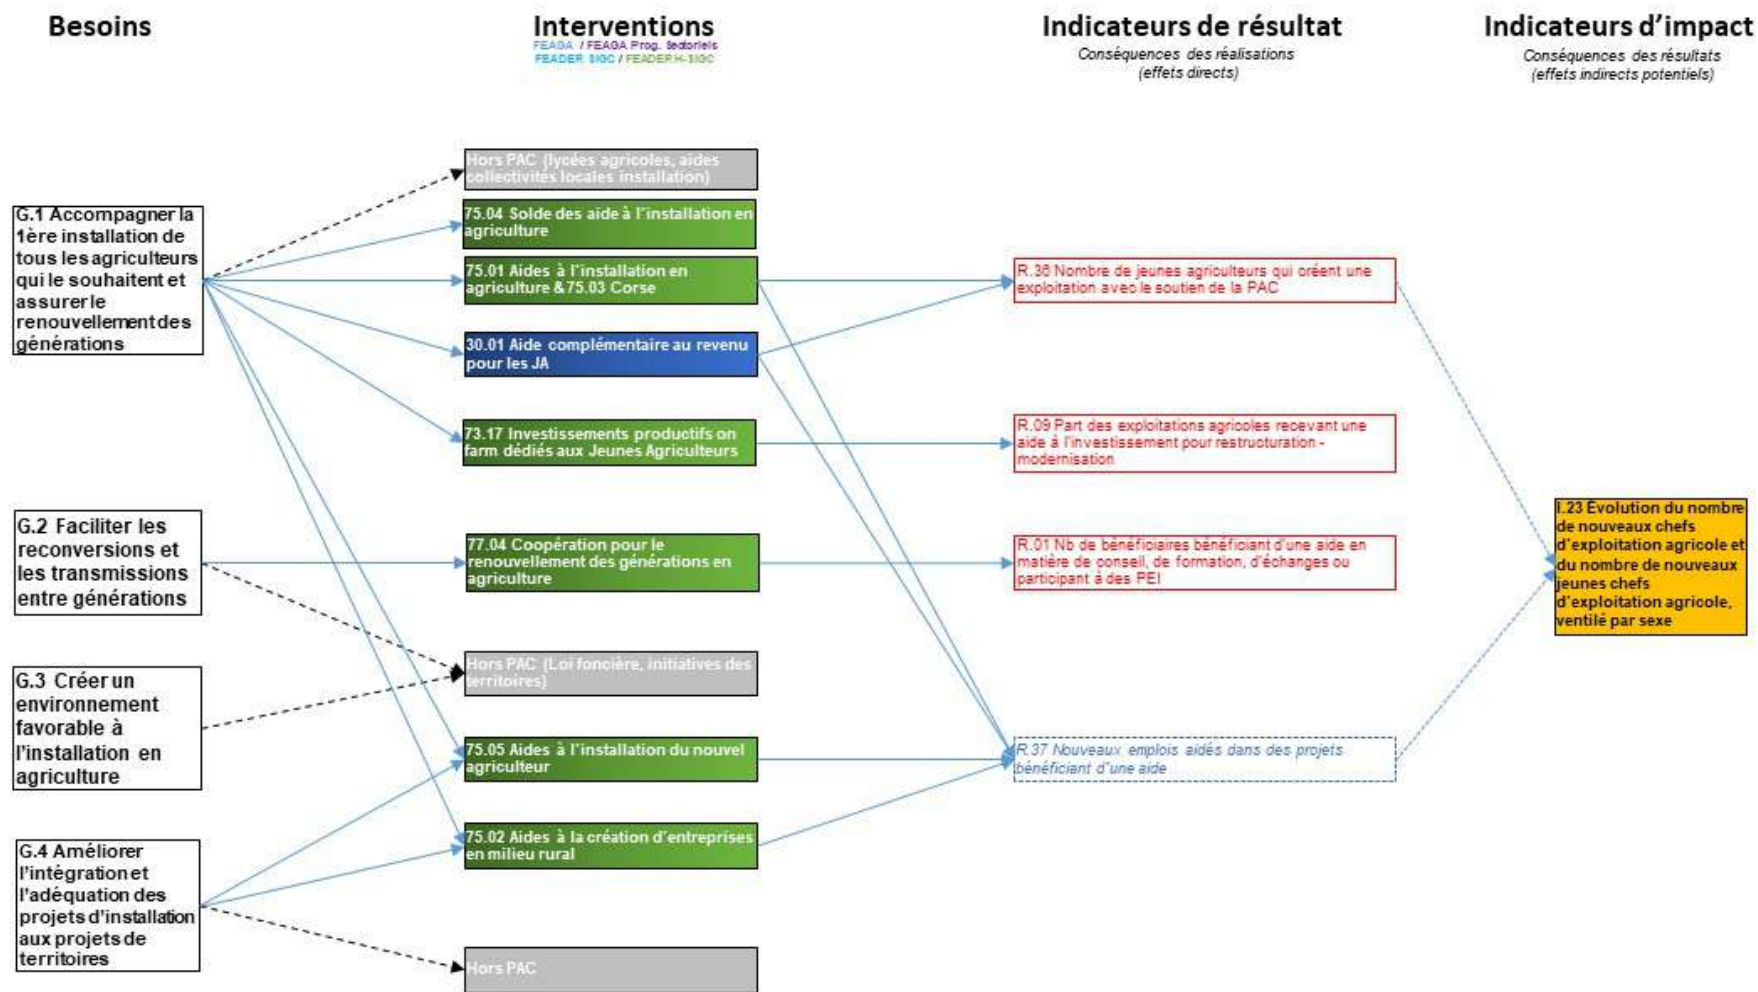 Besoins
Interventions
FEAGA / FEAGA Prog. Sectoriels
FEADER SIGC / FEADER H-SIGC
Indicateurs de résultat
Conséquences des réalisations
(effets directs)
Indicateurs d'impact
Conséquences des résultats
(effets indirects potentiels)
G.1 Accompagner la
1ère installation de
tous les agriculteurs
qui le souhaitent et
assurer le
renouvellement des
générations
G.2 Faciliter les
reconversions et
les transmissions
entre générations
G.3 Créer un
environnement
favorable à
l'installation en
agriculture
G.4 Améliorer
l'intégration et
l'adéquation des
projets d'installation
aux projets de
territoires
Hors PAC (lycées agricoles, aides
collectivités locales installation)
75.04 Solde des aide à l'installation en
agriculture
75.01 Aides à l'installation en
agriculture & 75.03 Corse
30.01 Aide complémentaire au revenu
pour les JA
73.17 Investissements productifs on
farm dédiés aux Jeunes Agriculteurs
77.04 Coopération pour le
renouvellement des générations en
agriculture
Hors PAC (Loi foncière, initiatives des
territoires)
75.05 Aides à l'installation du nouvel
agriculteur
75.02 Aides à la création d'entreprises
en milieu rural
Hors PAC
R.36 Nombre de jeunes agriculteurs qui créent une
exploitation avec le soutien de la PAC
R.09 Part des exploitations agricoles recevant une
aide à l'investissement pour restructuration -
modernisation
R.01 Nb de bénéficiaires bénéficiant d'une aide en
matière de conseil, de formation, d'échanges ou
participant à des PEI
R.37 Nouveaux emplois aidés dans des projets
bénéficiant d'une aide
I.23 Évolution du nombre
de nouveaux chefs
d'exploitation agricole et
du nombre de nouveaux
jeunes chefs
d'exploitation agricole,
ventilé par sexe